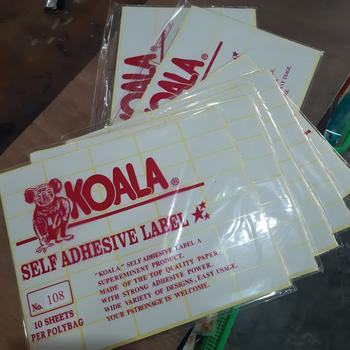 KOALA®
KOALA ®
SELF ADHESIVE LABEL
"KOALA" SELF ADHESIVE LABEL A
SUPEREMINENT PRODUCT.
MADE OF THE TOP QUALITY PAPER,
WITH STRONG ADHESIVE POWER.
WIDE VARIETY OF DESIGNS, EASY USAGE.
YOUR PATRONAGE IS WELCOME.
No. 108
10 SHEETS
PER POLYBAG